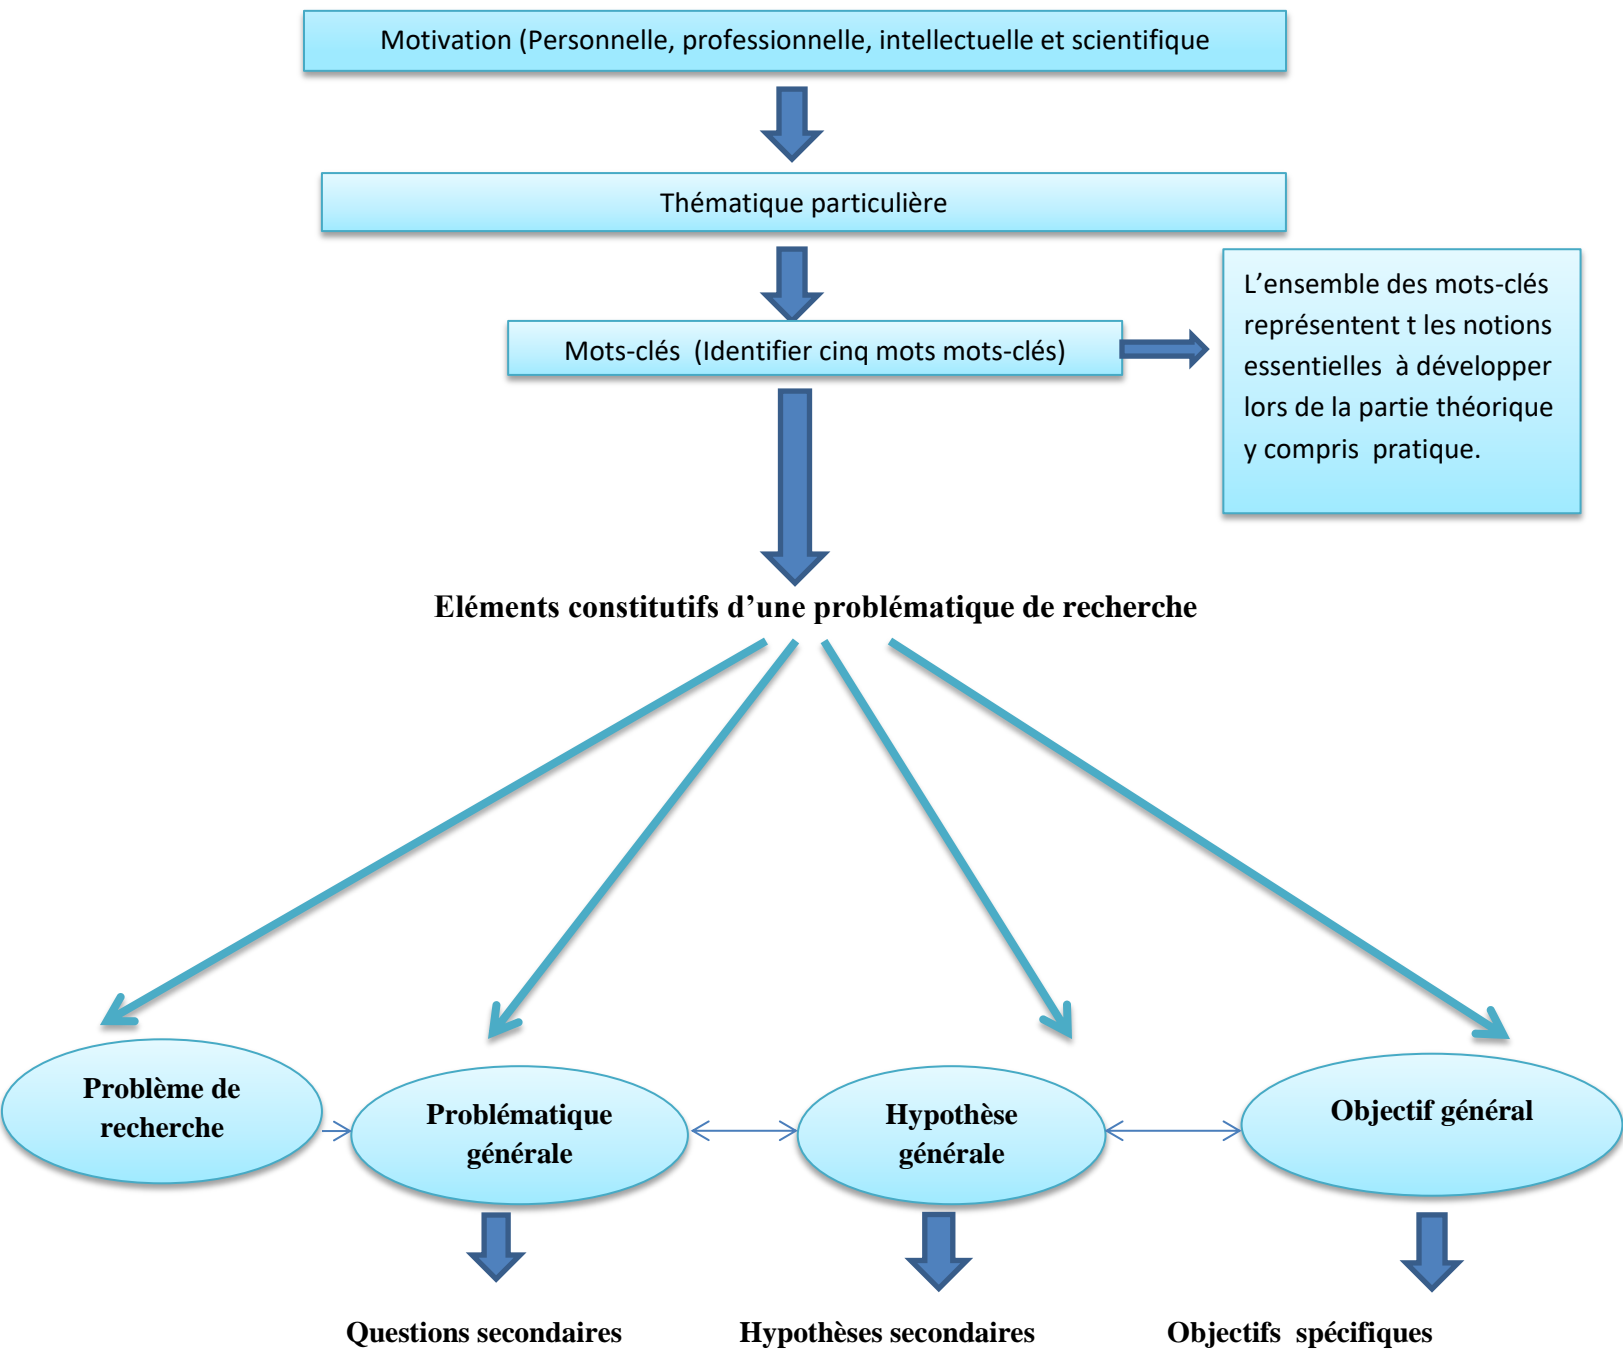 Motivation (Personnelle, professionnelle, intellectuelle et scientifique
Thématique particulière
Mots-clés (Identifier cinq mots mots-clés)
L’ensemble des mots-clés
représentent t les notions
essentielles à développer
lors de la partie théorique
y compris pratique.
Eléments constitutifs d’une problématique de recherche
Problème de
recherche
Problématique
générale
Hypothèse
générale
Objectif général
Questions secondaires
Hypothèses secondaires
Objectifs spécifiques